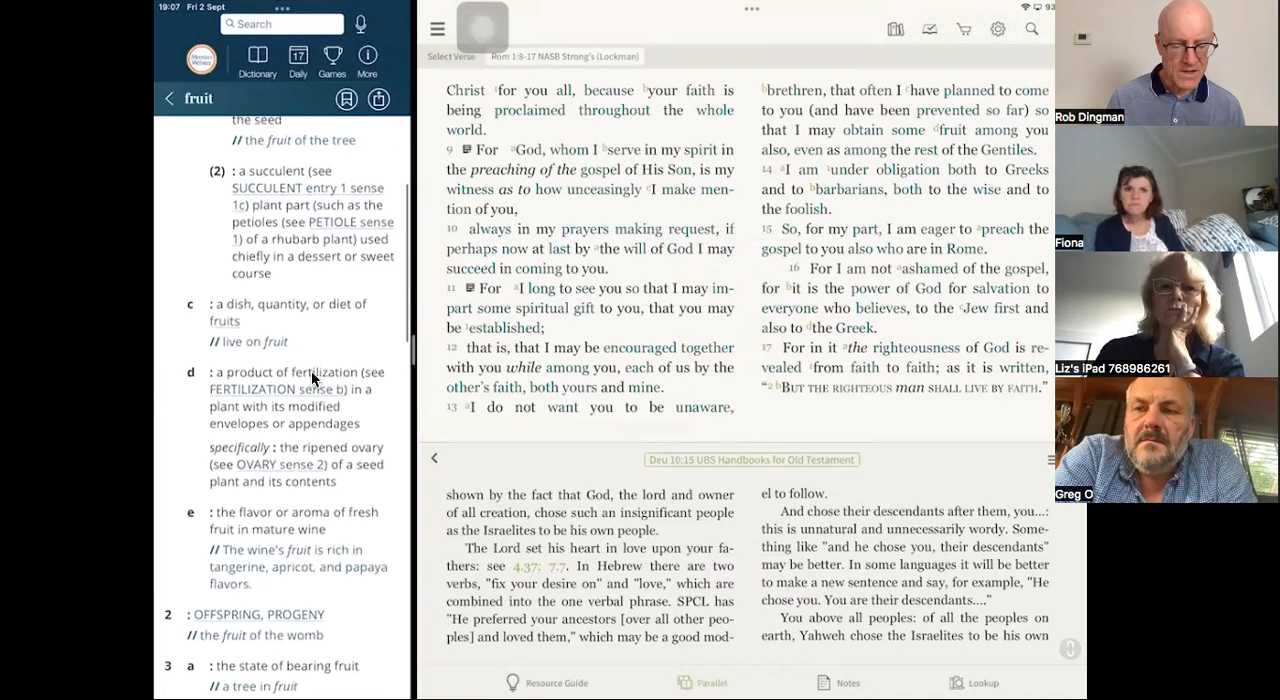 19:07 Fri 2 Sept
Search
Merriam-
Webster
Dictionary
17
Daily
Games
More
fruit
the seed
// the fruit of the tree
(2) : a succulent (see
SUCCULENT entry 1 sense
1c) plant part (such as the
petioles (see PETIOLE sense
1) of a rhubarb plant) used
chiefly in a dessert or sweet
course
c : a dish, quantity, or diet of
fruits
// live on fruit
d : a product of fertilization (see
FERTILIZATION sense b) in a
plant with its modified
envelopes or appendages
specifically : the ripened ovary
(see OVARY sense 2) of a seed
plant and its contents
e : the flavor or aroma of fresh
fruit in mature wine
// The wine's fruit is rich in
tangerine, apricot, and papaya
flavors.
2 : OFFSPRING, PROGENY
// the fruit of the womb
3 a : the state of bearing fruit
// a tree in fruit
93
Select Verse
Rom 1:8-17 NASB Strong's (Lockman)
Christ for you all, because b your faith is
being proclaimed throughout the whole
world.
9 For a God, whom I b serve in my spirit in
the preaching of the gospel of His Son, is my
witness as to how unceasingly c I make men-
tion of you,
10 always in my prayers making request, if
perhaps now at last by a the will of God I may
succeed in coming to you.
11 For a I long to see you so that I may im-
part some spiritual gift to you, that you may
be 1 established;
12 that is, that I may be encouraged together
with you while among you, each of us by the
other's faith, both yours and mine.
13 a I do not want you to be unaware,
b brethren, that often I c have planned to come
to you (and have been prevented so far) so
that I may obtain some d fruit among you
also, even as among the rest of the Gentiles.
14 a I am 1 under obligation both to Greeks
and to b barbarians, both to the wise and to
the foolish.
15 So, for my part, I am eager to a preach the
gospel to you also who are in Rome.
16 For I am not a ashamed of the gospel,
for b it is the power of God for salvation to
everyone who believes, to the c Jew first and
also to d the Greek.
17 For in it a the righteousness of God is re-
vealed 1 from faith to faith; as it is written,
“2 b BUT THE RIGHTEOUS man SHALL LIVE BY FAITH.”
Deu 10:15 UBS Handbooks for Old Testament
shown by the fact that God, the lord and owner
of all creation, chose such an insignificant people
as the Israelites to be his own people.
The Lord set his heart in love upon your fa-
thers: see 4.37; 7.7. In Hebrew there are two
verbs, "fix your desire on" and "love," which are
combined into the one verbal phrase. SPCL has
"He preferred your ancestors [over all other peo-
ples] and loved them," which may be a good mod-
el to follow.
And chose their descendants after them, you...:
this is unnatural and unnecessarily wordy. Some-
thing like "and he chose you, their descendants"
may be better. In some languages it will be better
to make a new sentence and say, for example, "He
chose you. You are their descendants...."
You above all peoples: of all the peoples on
earth, Yahweh chose the Israelites to be his own
Resource Guide
Parallel
Notes
Lookup
Rob Dingman
Fiona
Liz's iPad 768986261
Greg O